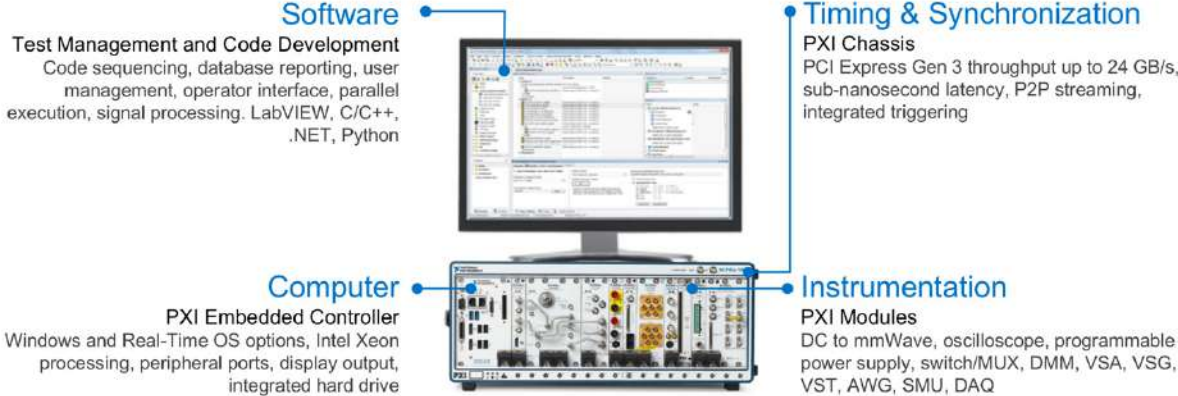 Software
Test Management and Code Development
Code sequencing, database reporting, user
management, operator interface, parallel
execution, signal processing. LabVIEW, C/C++,
.NET, Python
Timing & Synchronization
PXI Chassis
PCI Express Gen 3 throughput up to 24 GB/s,
sub-nanosecond latency, P2P streaming,
integrated triggering
Computer
PXI Embedded Controller
Windows and Real-Time OS options, Intel Xeon
processing, peripheral ports, display output,
integrated hard drive
Instrumentation
PXI Modules
DC to mmWave, oscilloscope, programmable
power supply, switch/MUX, DMM, VSA, VSG,
VST, AWG, SMU, DAQ
PXI